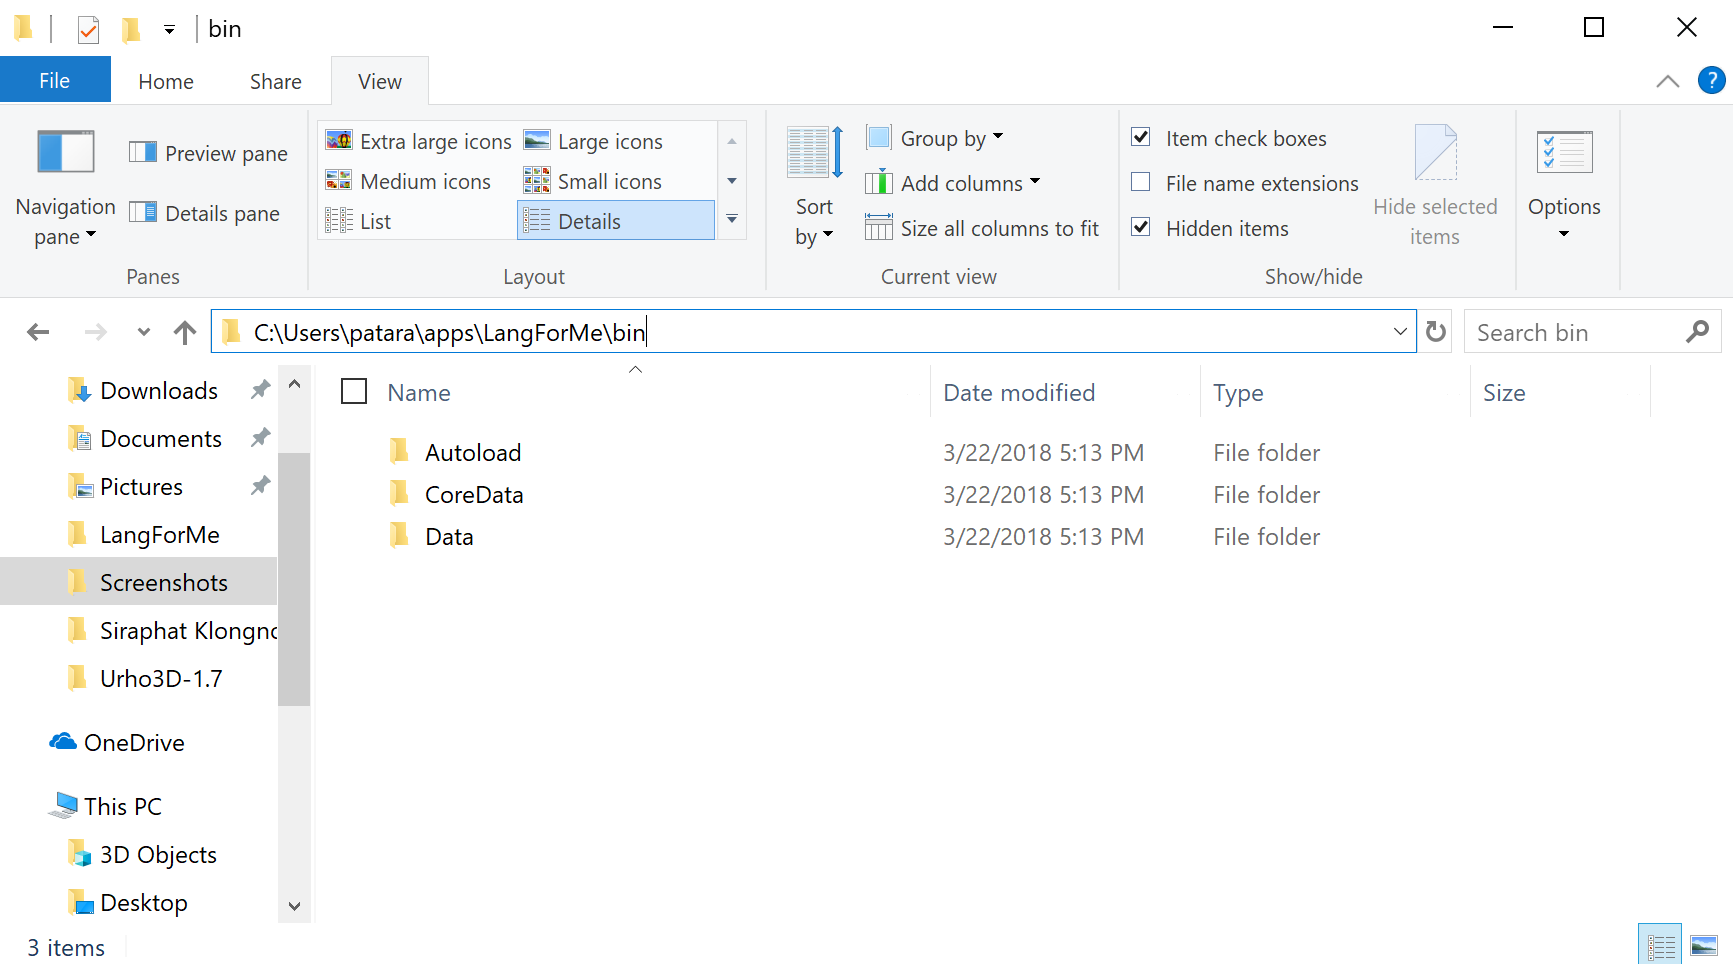 bin
File
Home
Share
View
?
Navigation pane
Preview pane
Details pane
Panes
Extra large icons
Large icons
Medium icons
Small icons
List
Details
Layout
Sort by
Group by
Add columns
Size all columns to fit
Current view
Item check boxes
File name extensions
Hidden items
Hide selected items
Show/hide
Options
C:\Users\patara\apps\LangForMe\bin
Search bin
Downloads
Documents
Pictures
LangForMe
Screenshots
Siraphat Klongnc
Urho3D-1.7
OneDrive
This PC
3D Objects
Desktop
Name Date modified Type Size
Autoload 3/22/2018 5:13 PM File folder
CoreData 3/22/2018 5:13 PM File folder
Data 3/22/2018 5:13 PM File folder
3 items